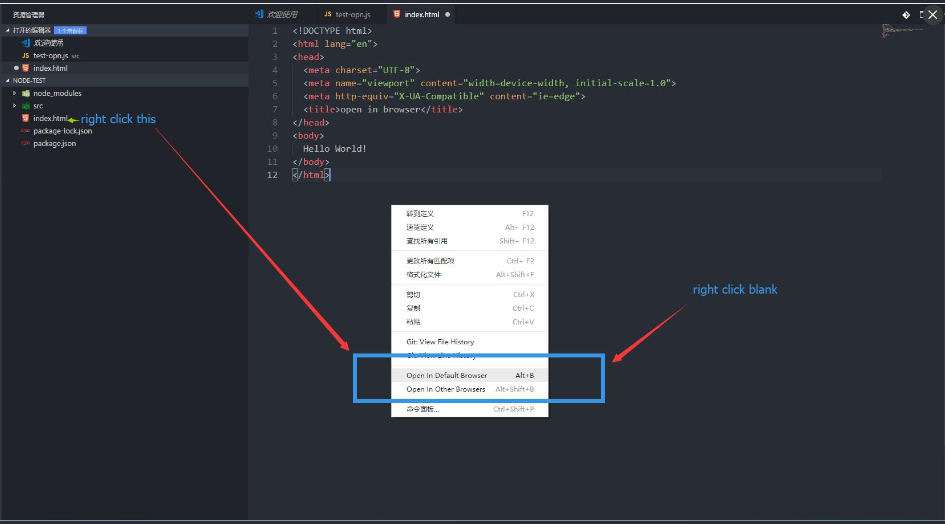 资源管理器
打开的编辑器 1 个未保存
欢迎使用
test-opn.js src
index.html
NODE-TEST
node_modules
src
index.html
right click this
package-lock.json
package.json
欢迎使用
test-opn.js
index.html
1 <!DOCTYPE html>
2 <html lang="en">
3 <head>
4 <meta charset="UTF-8">
5 <meta name="viewport" content="width=device-width, initial-scale=1.0">
6 <meta http-equiv="X-UA-Compatible" content="ie=edge">
7 <title>open in browser</title>
8 </head>
9 <body>
10 Hello World!
11 </body>
12 </html>
转到定义 F12
速览定义 Alt+ F12
查找所有引用 Shift+ F12
更改所有匹配项 Ctrl+ F2
格式化文件 Alt+Shift+F
剪切 Ctrl+X
复制 Ctrl+C
粘贴 Ctrl+V
Git: View File History
Git: View Line History
Open In Default Browser Alt+B
Open In Other Browsers Alt+Shift+B
命令面板... Ctrl+Shift+P
right click blank